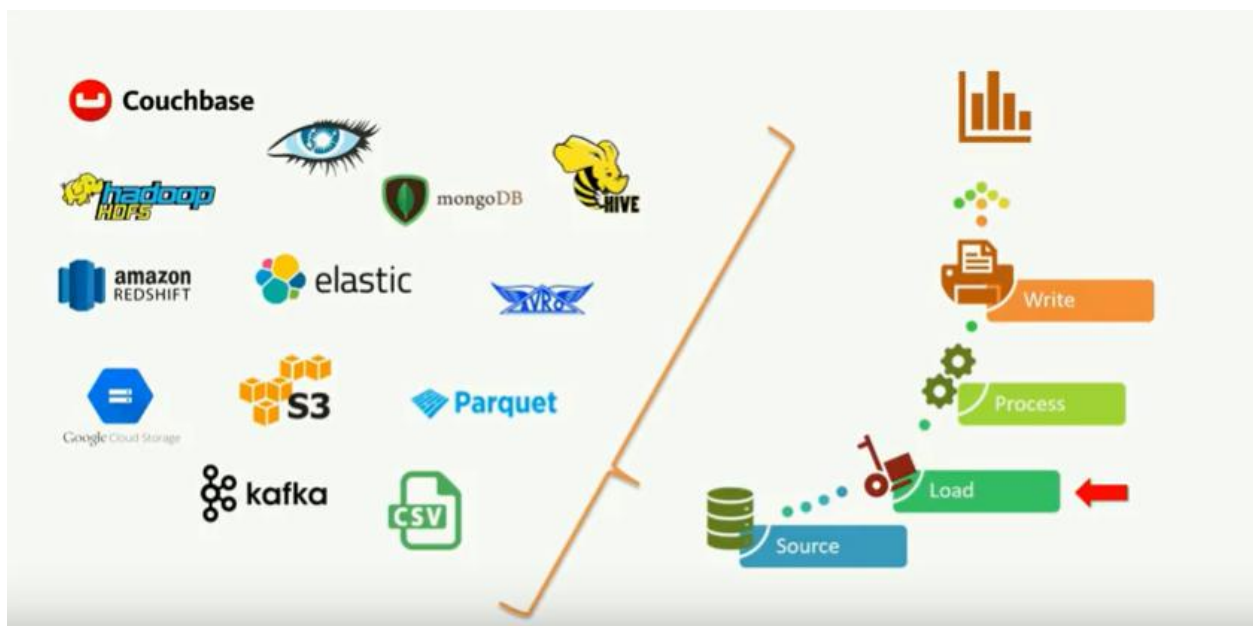 Couchbase
hadoop
HDFS
mongoDB
HIVE
amazon
REDSHIFT
elastic
AVRO
Google Cloud Storage
S3
Parquet
kafka
CSV
Write
Process
Load
Source